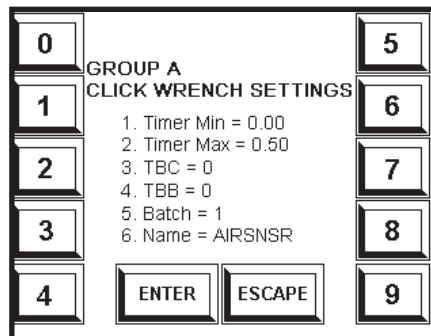 0
5
GROUP A
CLICK WRENCH SETTINGS
1
6
1. Timer Min = 0.00
2. Timer Max = 0.50
2
7
3. TBC = 0
4. TBB = 0
5. Batch = 1
3
8
6. Name = AIRSNSR
4
ENTER
ESCAPE
9